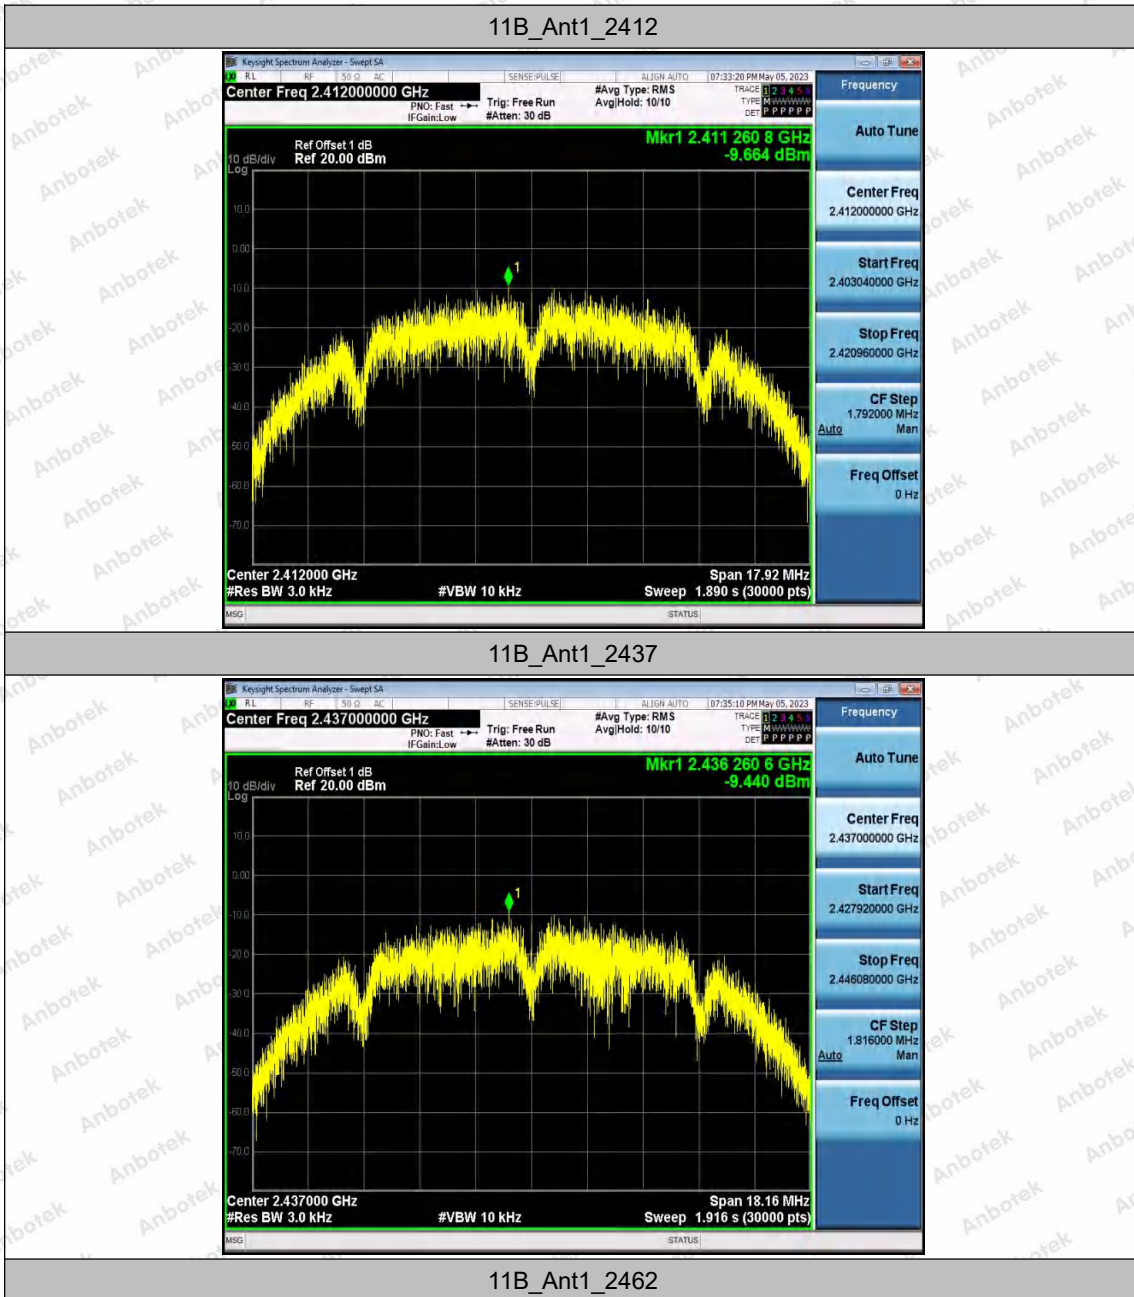 11B_Ant1_2412
Keysight Spectrum Analyzer - Swept SA
RL RF 50 Ω AC SENSE:PULSE ALIGN AUTO 07:33:20 PM May 05, 2023
Center Freq 2.412000000 GHz
PNO: Fast
IFGain:Low
Trig: Free Run
#Atten: 30 dB
#Avg Type: RMS
Avg|Hold: 10/10
TRACE 1 2 3 4 5 6
TYPE M WWWWW
DET P P P P P P
Mkr1 2.411 260 8 GHz
-9.664 dBm
Ref Offset 1 dB
10 dB/div Ref 20.00 dBm
Log
10.0
0.00
-10.0
-20.0
-30.0
-40.0
-50.0
-60.0
-70.0
1
Center 2.412000 GHz Span 17.92 MHz
#Res BW 3.0 kHz #VBW 10 kHz Sweep 1.890 s (30000 pts)
MSG STATUS
Frequency
Auto Tune
Center Freq
2.412000000 GHz
Start Freq
2.403040000 GHz
Stop Freq
2.420960000 GHz
CF Step
1.792000 MHz
Auto Man
Freq Offset
0 Hz
11B_Ant1_2437
Keysight Spectrum Analyzer - Swept SA
RL RF 50 Ω AC SENSE:PULSE ALIGN AUTO 07:35:10 PM May 05, 2023
Center Freq 2.437000000 GHz
PNO: Fast
IFGain:Low
Trig: Free Run
#Atten: 30 dB
#Avg Type: RMS
Avg|Hold: 10/10
TRACE 1 2 3 4 5 6
TYPE M WWWWW
DET P P P P P P
Mkr1 2.436 260 6 GHz
-9.440 dBm
Ref Offset 1 dB
10 dB/div Ref 20.00 dBm
Log
10.0
0.00
-10.0
-20.0
-30.0
-40.0
-50.0
-60.0
-70.0
1
Center 2.437000 GHz Span 18.16 MHz
#Res BW 3.0 kHz #VBW 10 kHz Sweep 1.916 s (30000 pts)
MSG STATUS
Frequency
Auto Tune
Center Freq
2.437000000 GHz
Start Freq
2.427920000 GHz
Stop Freq
2.446080000 GHz
CF Step
1.816000 MHz
Auto Man
Freq Offset
0 Hz
11B_Ant1_2462
Anbotek